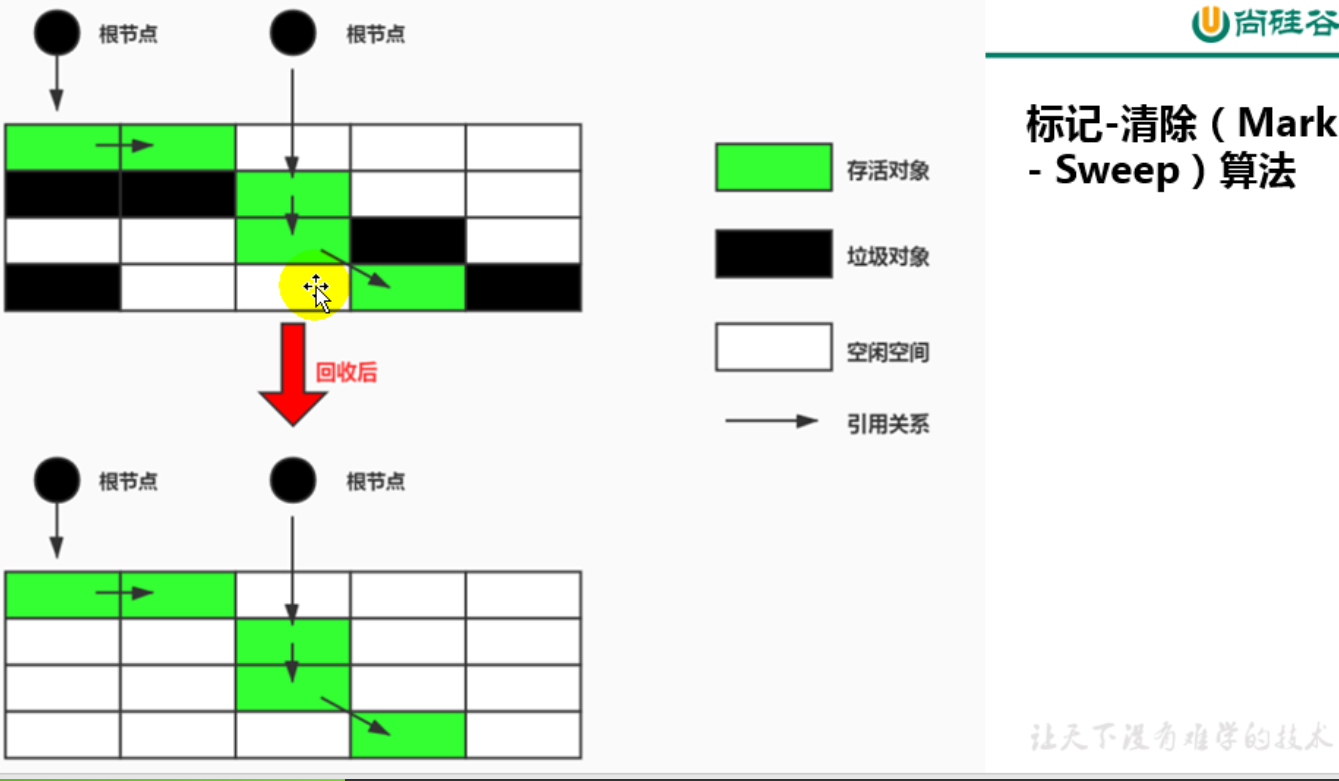 根节点
根节点
尚硅谷
标记-清除（Mark
- Sweep）算法
存活对象
垃圾对象
空闲空间
引用关系
回收后
根节点
根节点
让天下没有难学的技术